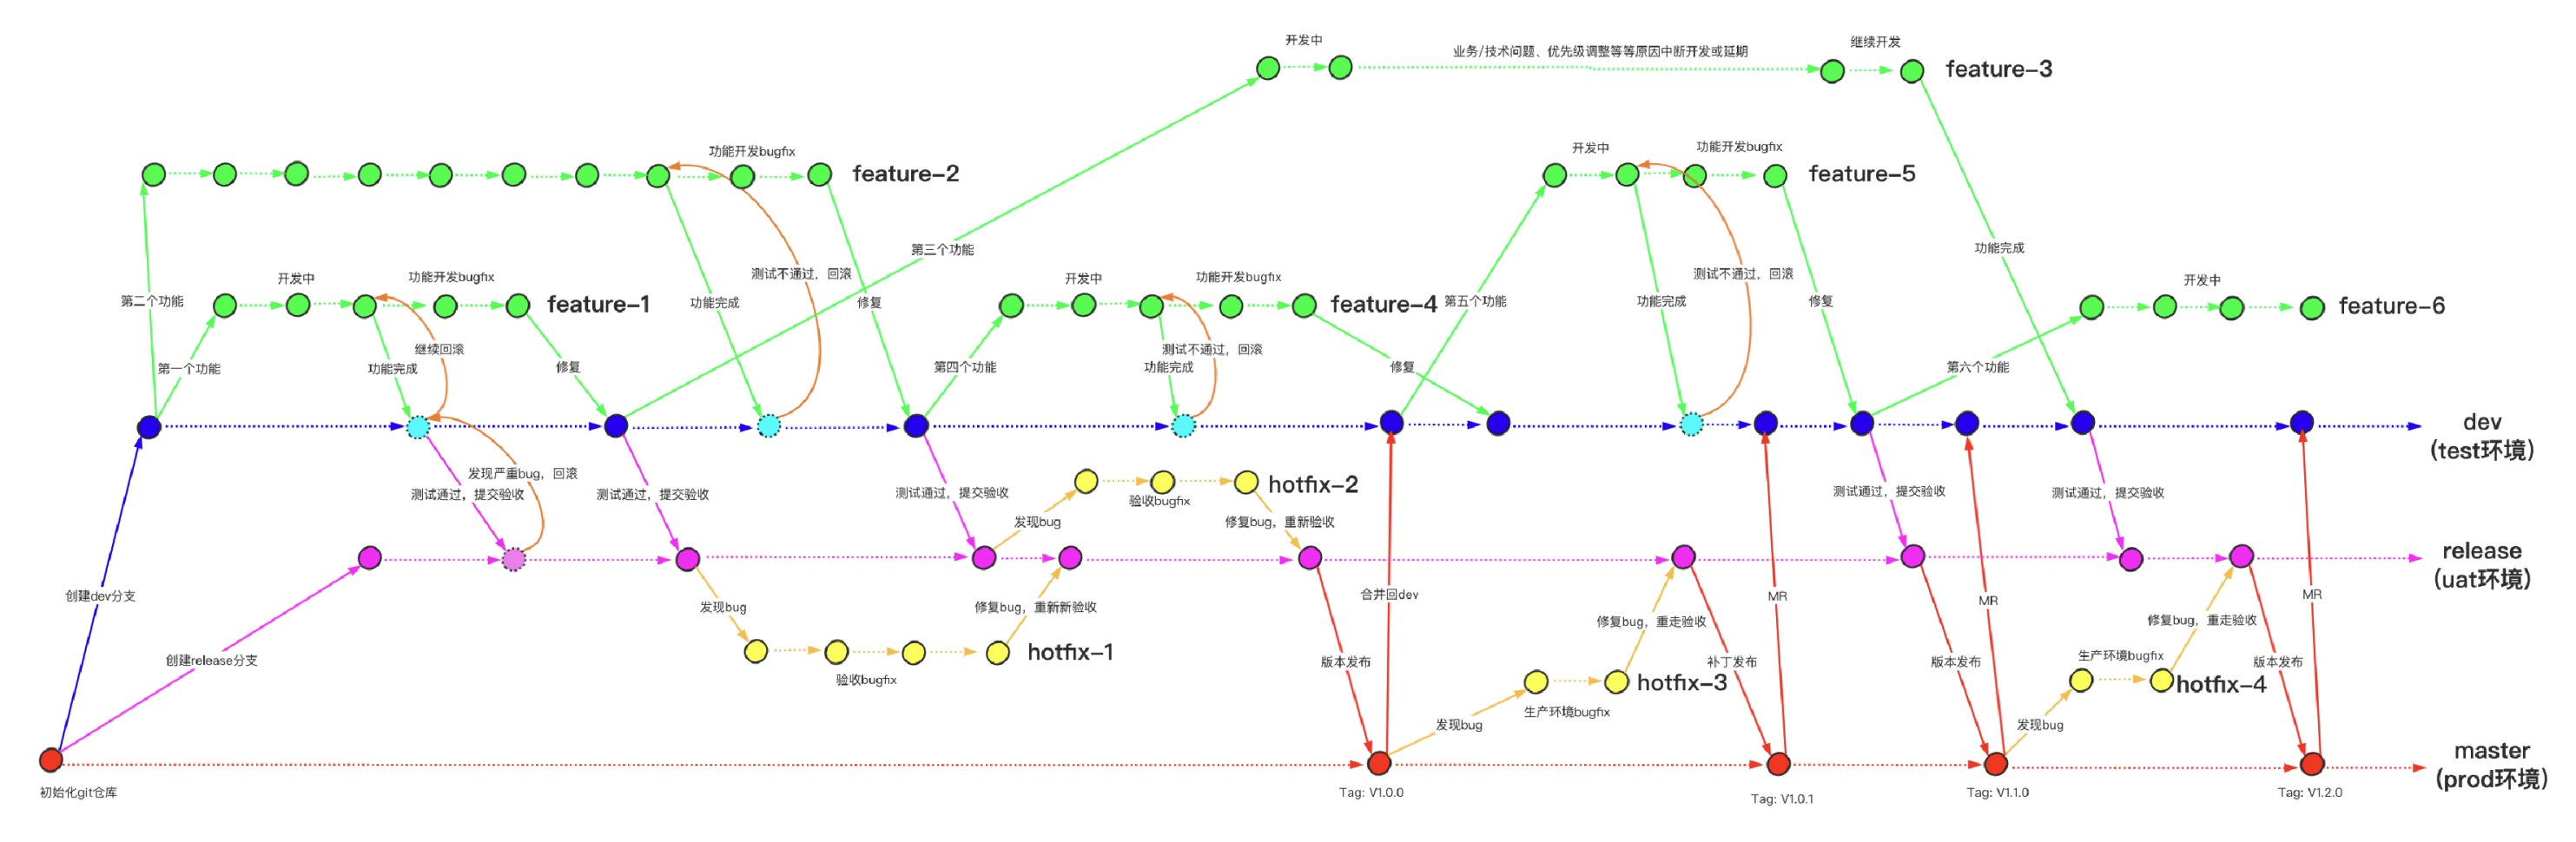 开发中
业务/技术问题、优先级调整等等原因中断开发或延期
继续开发
feature-3
功能开发bugfix
feature-2
开发中
功能开发bugfix
feature-5
第三个功能
功能完成
第二个功能
开发中
功能开发bugfix
feature-1
功能完成
测试不通过，回滚
修复
开发中
功能开发bugfix
feature-4
第五个功能
功能完成
测试不通过，回滚
修复
开发中
feature-6
第一个功能
功能完成
继续回滚
修复
第四个功能
测试不通过，回滚
功能完成
修复
第六个功能
dev
(test环境)
发现严重bug，回滚
测试通过，提交验收
测试通过，提交验收
测试通过，提交验收
hotfix-2
验收bugfix
发现bug
修复bug，重新验收
测试通过，提交验收
测试通过，提交验收
release
(uat环境)
创建dev分支
发现bug
修复bug，重新新验收
合并回dev
MR
MR
MR
创建release分支
hotfix-1
验收bugfix
版本发布
修复bug，重走验收
补丁发布
hotfix-3
生产环境bugfix
发现bug
版本发布
修复bug，重走验收
生产环境bugfix
hotfix-4
版本发布
发现bug
master
(prod环境)
初始化git仓库
Tag: V1.0.0
Tag: V1.0.1
Tag: V1.1.0
Tag: V1.2.0